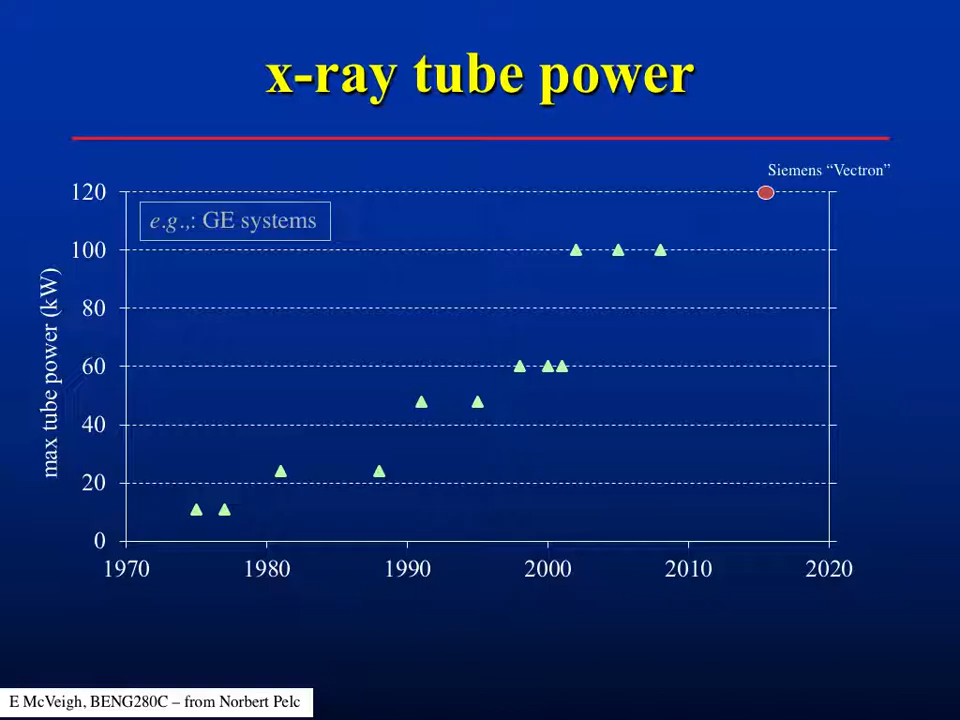 x-ray tube power
Siemens “Vectron”
120
e.g.,: GE systems
100
80
60
40
20
0
max tube power (kW)
1970 1980 1990 2000 2010 2020
E McVeigh, BENG280C – from Norbert Pelc